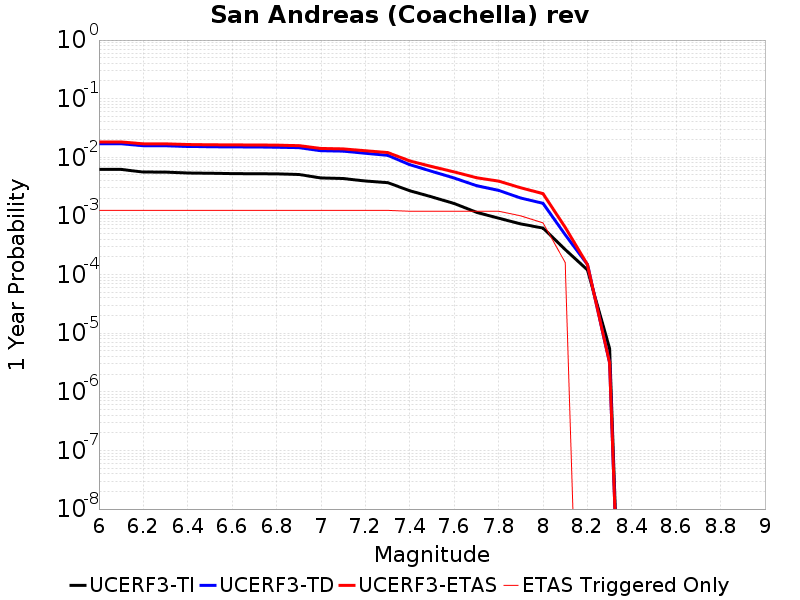 San Andreas (Coachella) rev
10^0
10^-1
10^-2
10^-3
10^-4
10^-5
10^-6
10^-7
10^-8
1 Year Probability
6 6.2 6.4 6.6 6.8 7 7.2 7.4 7.6 7.8 8 8.2 8.4 8.6 8.8 9
Magnitude
UCERF3-TI UCERF3-TD UCERF3-ETAS ETAS Triggered Only